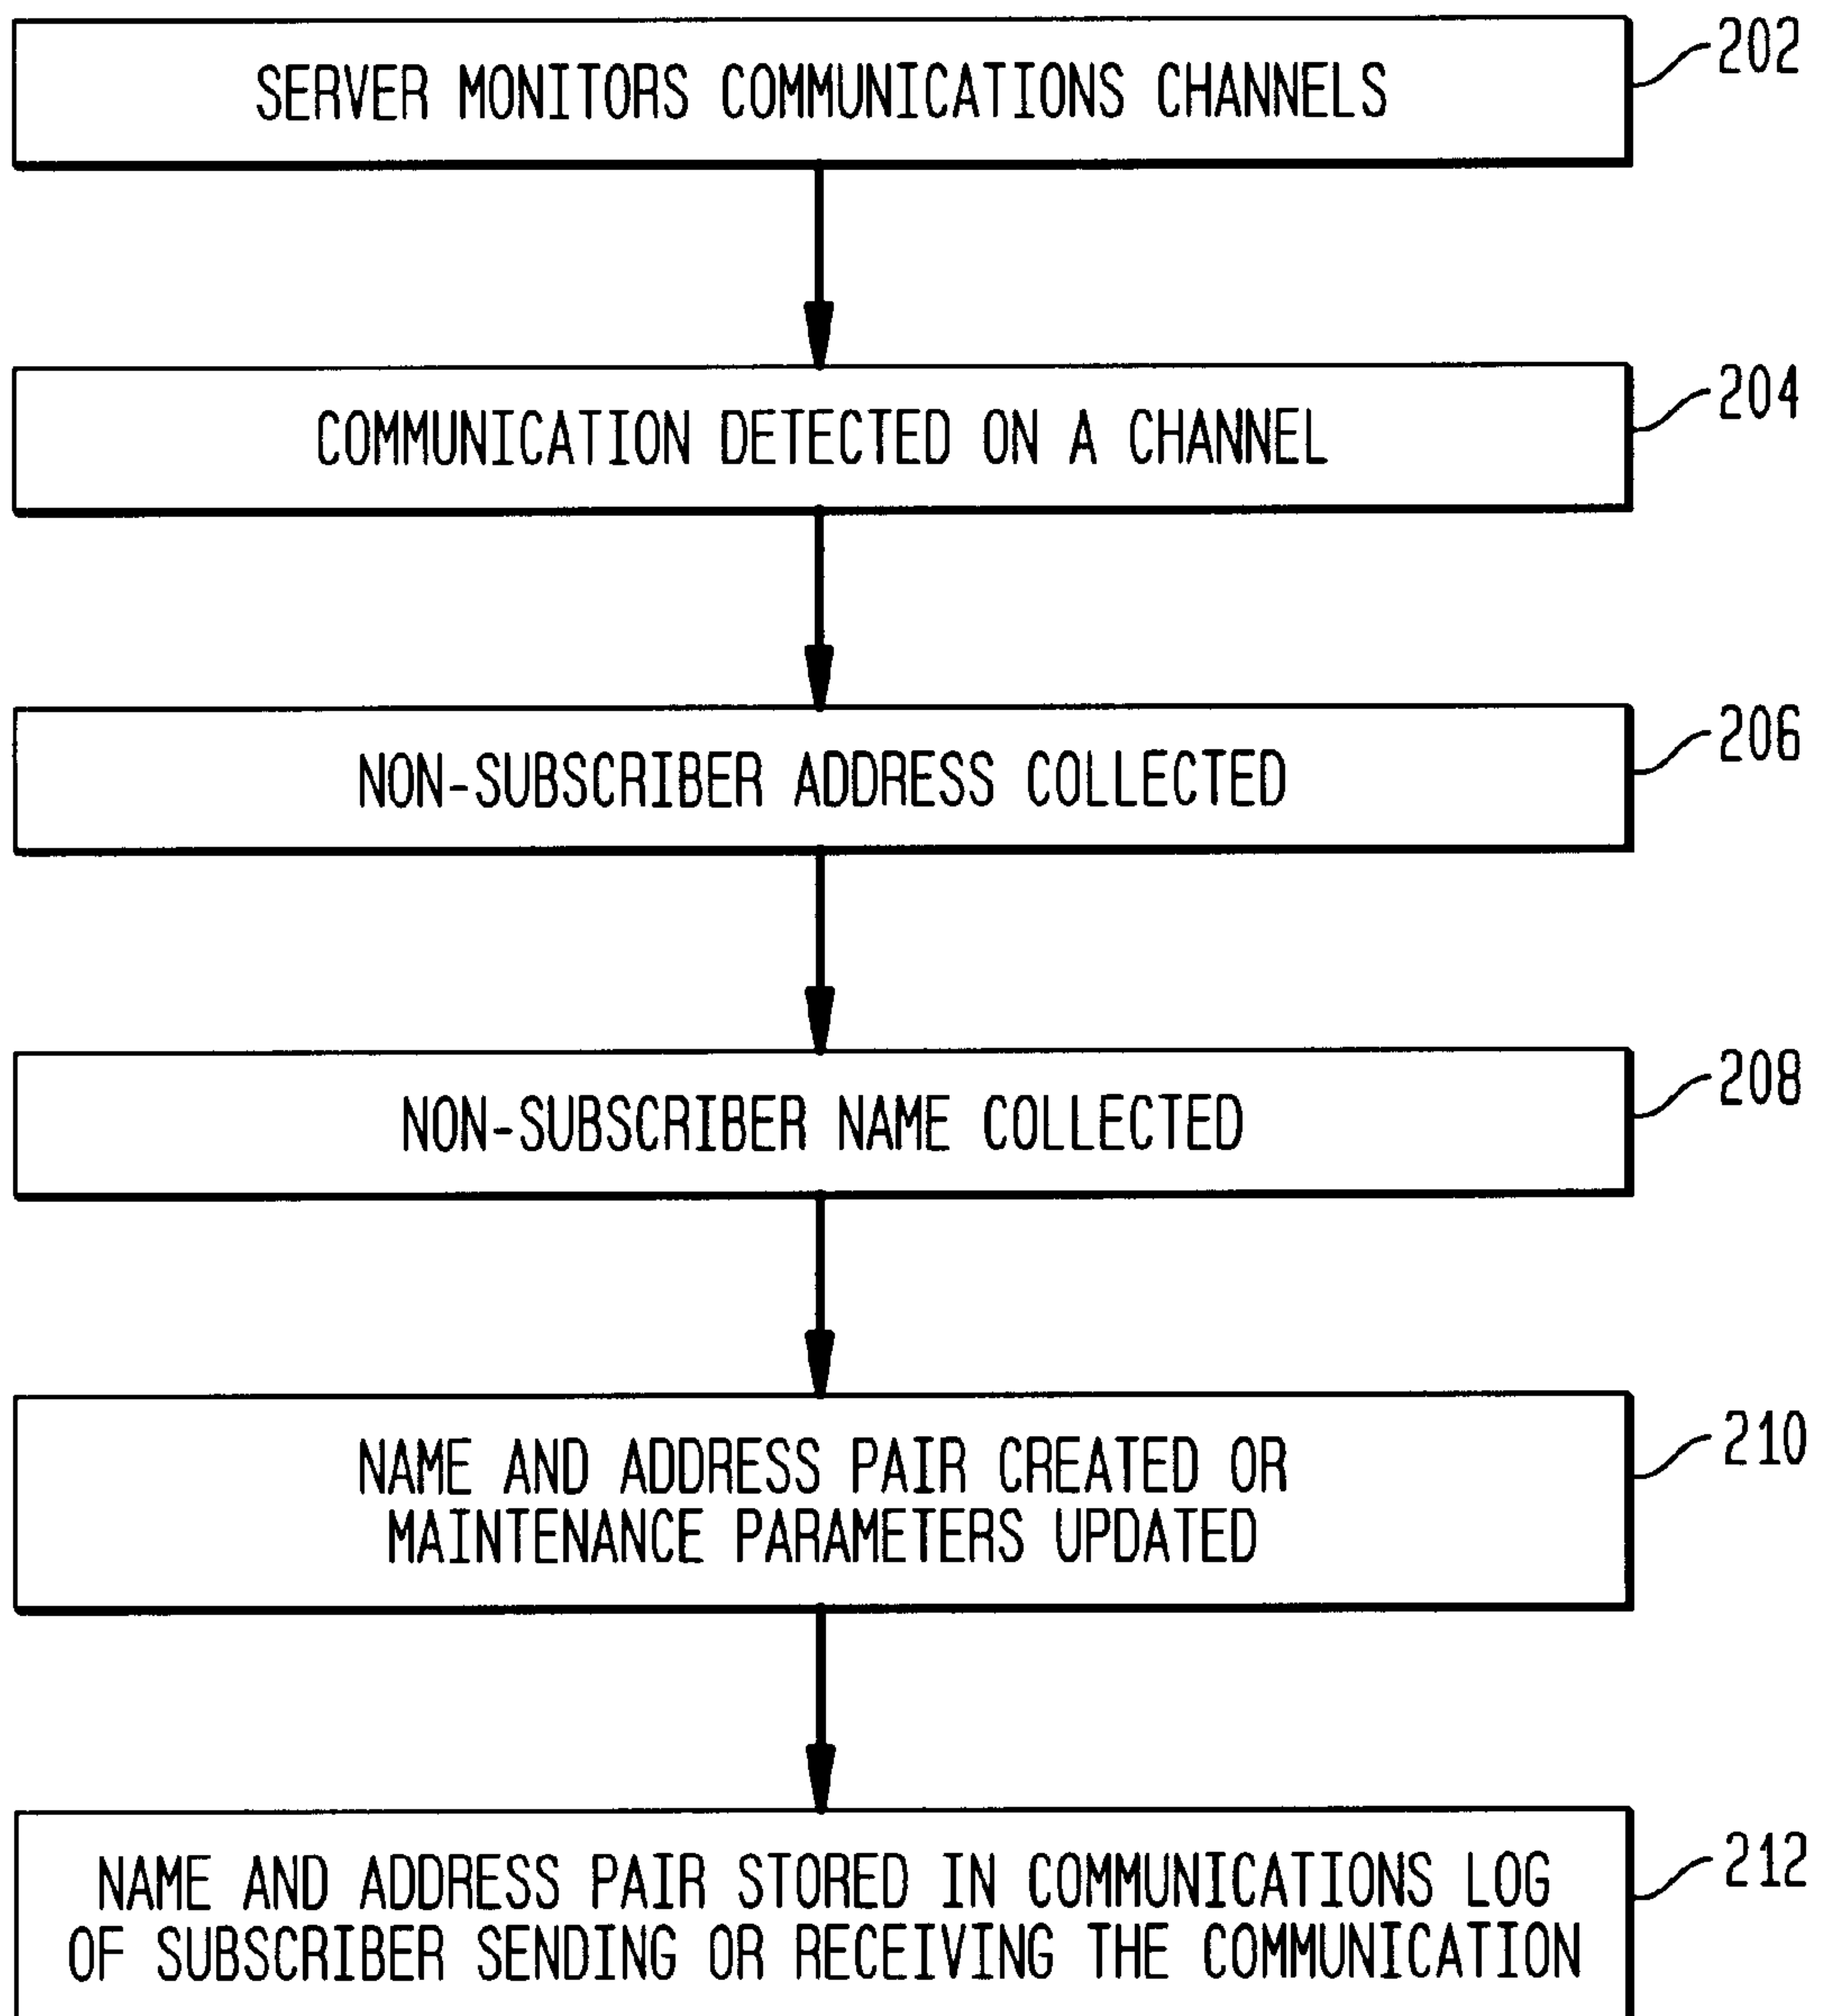 SERVER MONITORS COMMUNICATIONS CHANNELS
202
COMMUNICATION DETECTED ON A CHANNEL
204
NON-SUBSCRIBER ADDRESS COLLECTED
206
NON-SUBSCRIBER NAME COLLECTED
208
NAME AND ADDRESS PAIR CREATED OR
MAINTENANCE PARAMETERS UPDATED
210
NAME AND ADDRESS PAIR STORED IN COMMUNICATIONS LOG
OF SUBSCRIBER SENDING OR RECEIVING THE COMMUNICATION
212